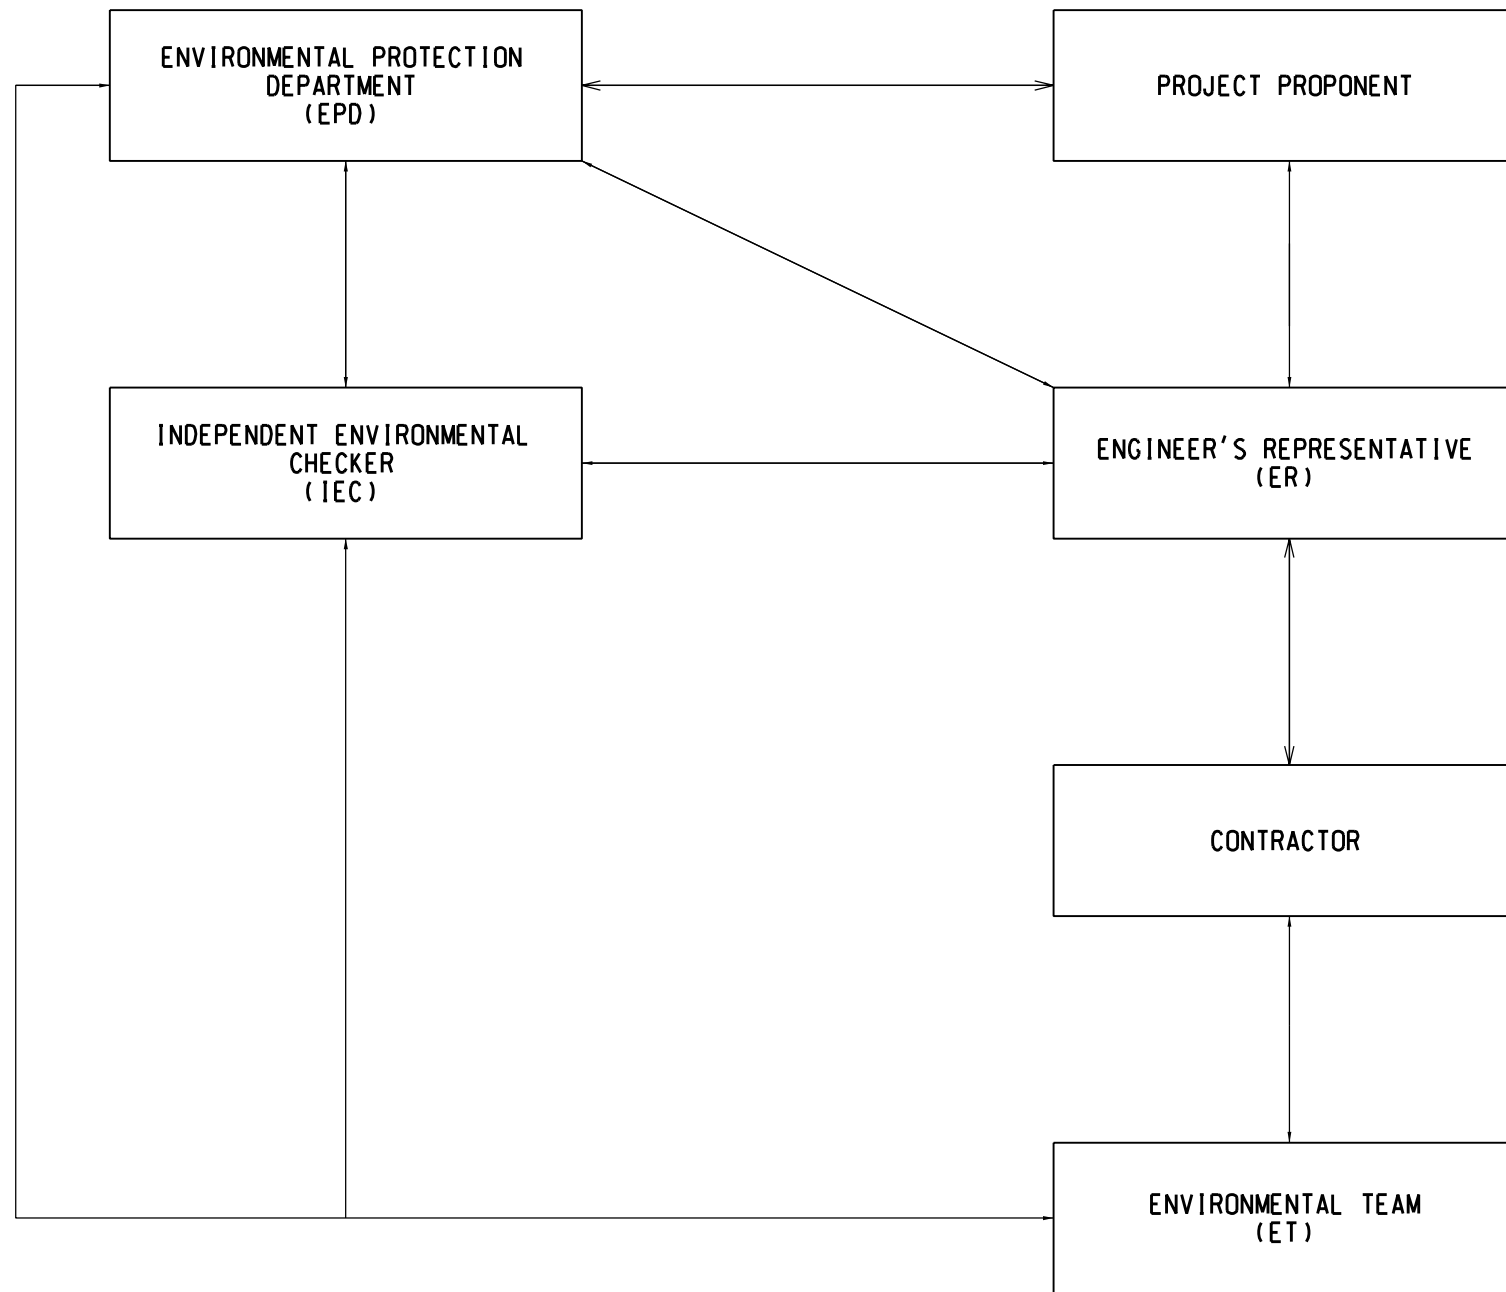 ENVIRONMENTAL PROTECTION
DEPARTMENT
(EPD)
PROJECT PROPONENT
INDEPENDENT ENVIRONMENTAL
CHECKER
(IEC)
ENGINEER'S REPRESENTATIVE
(ER)
CONTRACTOR
ENVIRONMENTAL TEAM
(ET)